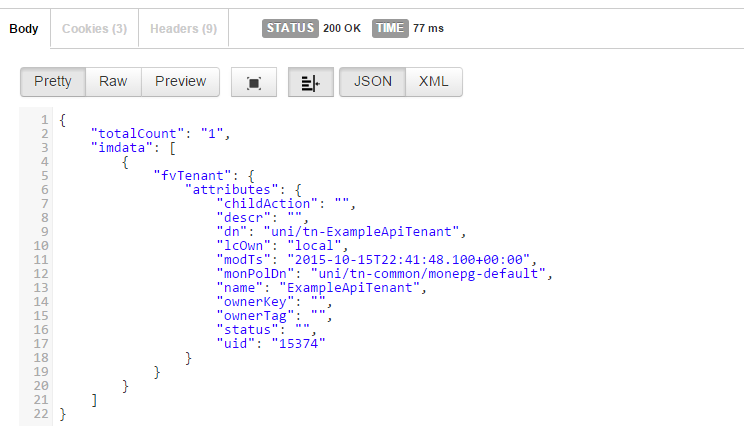 Body Cookies (3) Headers (9) STATUS 200 OK TIME 77 ms
Pretty Raw Preview JSON XML
1 {
2 "totalCount": "1",
3 "imdata": [
4 {
5 "fvTenant": {
6 "attributes": {
7 "childAction": "",
8 "descr": "",
9 "dn": "uni/tn-ExampleApiTenant",
10 "lcOwn": "local",
11 "modTs": "2015-10-15T22:41:48.100+00:00",
12 "monPolDn": "uni/tn-common/monepg-default",
13 "name": "ExampleApiTenant",
14 "ownerKey": "",
15 "ownerTag": "",
16 "status": "",
17 "uid": "15374"
18 }
19 }
20 }
21 ]
22 }